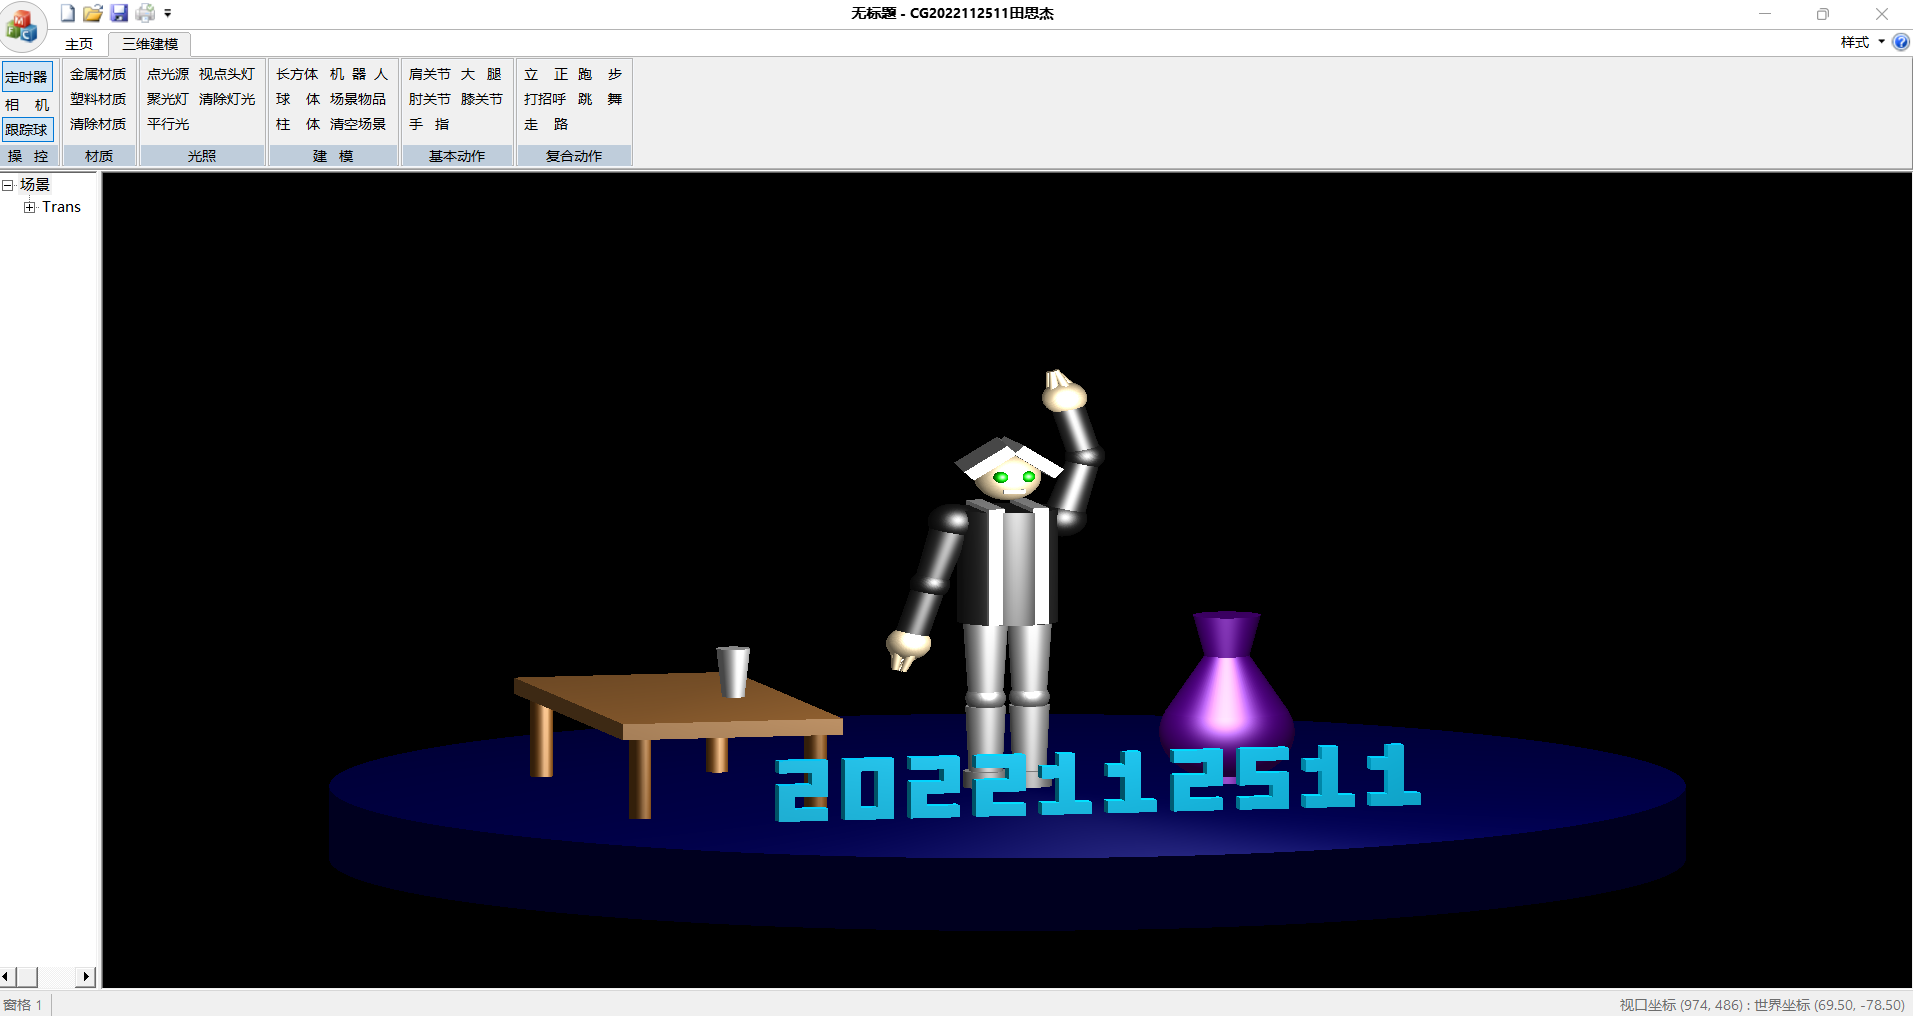 无标题 - CG2022112511田思杰
主页 三维建模 样式
定时器 金属材质 点光源 视点头灯 长方体 机 器 人 肩关节 大 腿 立 正 跑 步
相 机 塑料材质 聚光灯 清除灯光 球 体 场景物品 肘关节 膝关节 打招呼 跳 舞
跟踪球 清除材质 平行光 柱 体 清空场景 手 指 走 路
操 控 材质 光照 建 模 基本动作 复合动作
场景
Trans
2022112511
窗格 1 视口坐标 (974, 486) : 世界坐标 (69.50, -78.50)